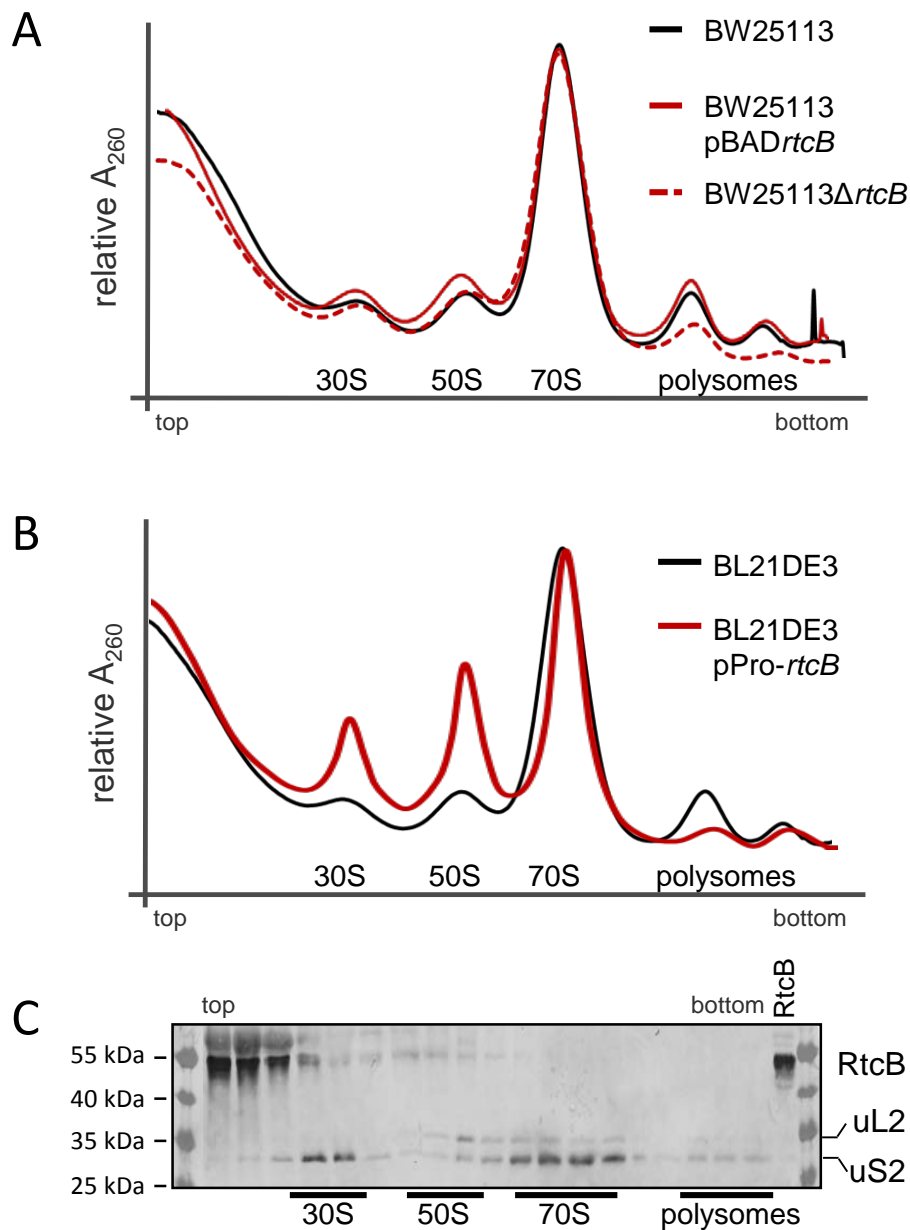 A
BW25113
BW25113
pBADrtcB
BW25113ΔrtcB
relative A260
30S 50S 70S polysomes
top bottom
B
BL21DE3
BL21DE3
pPro-rtcB
relative A260
30S 50S 70S polysomes
top bottom
C
top bottom RtcB
55 kDa RtcB
40 kDa
35 kDa uL2
25 kDa uS2
30S 50S 70S polysomes